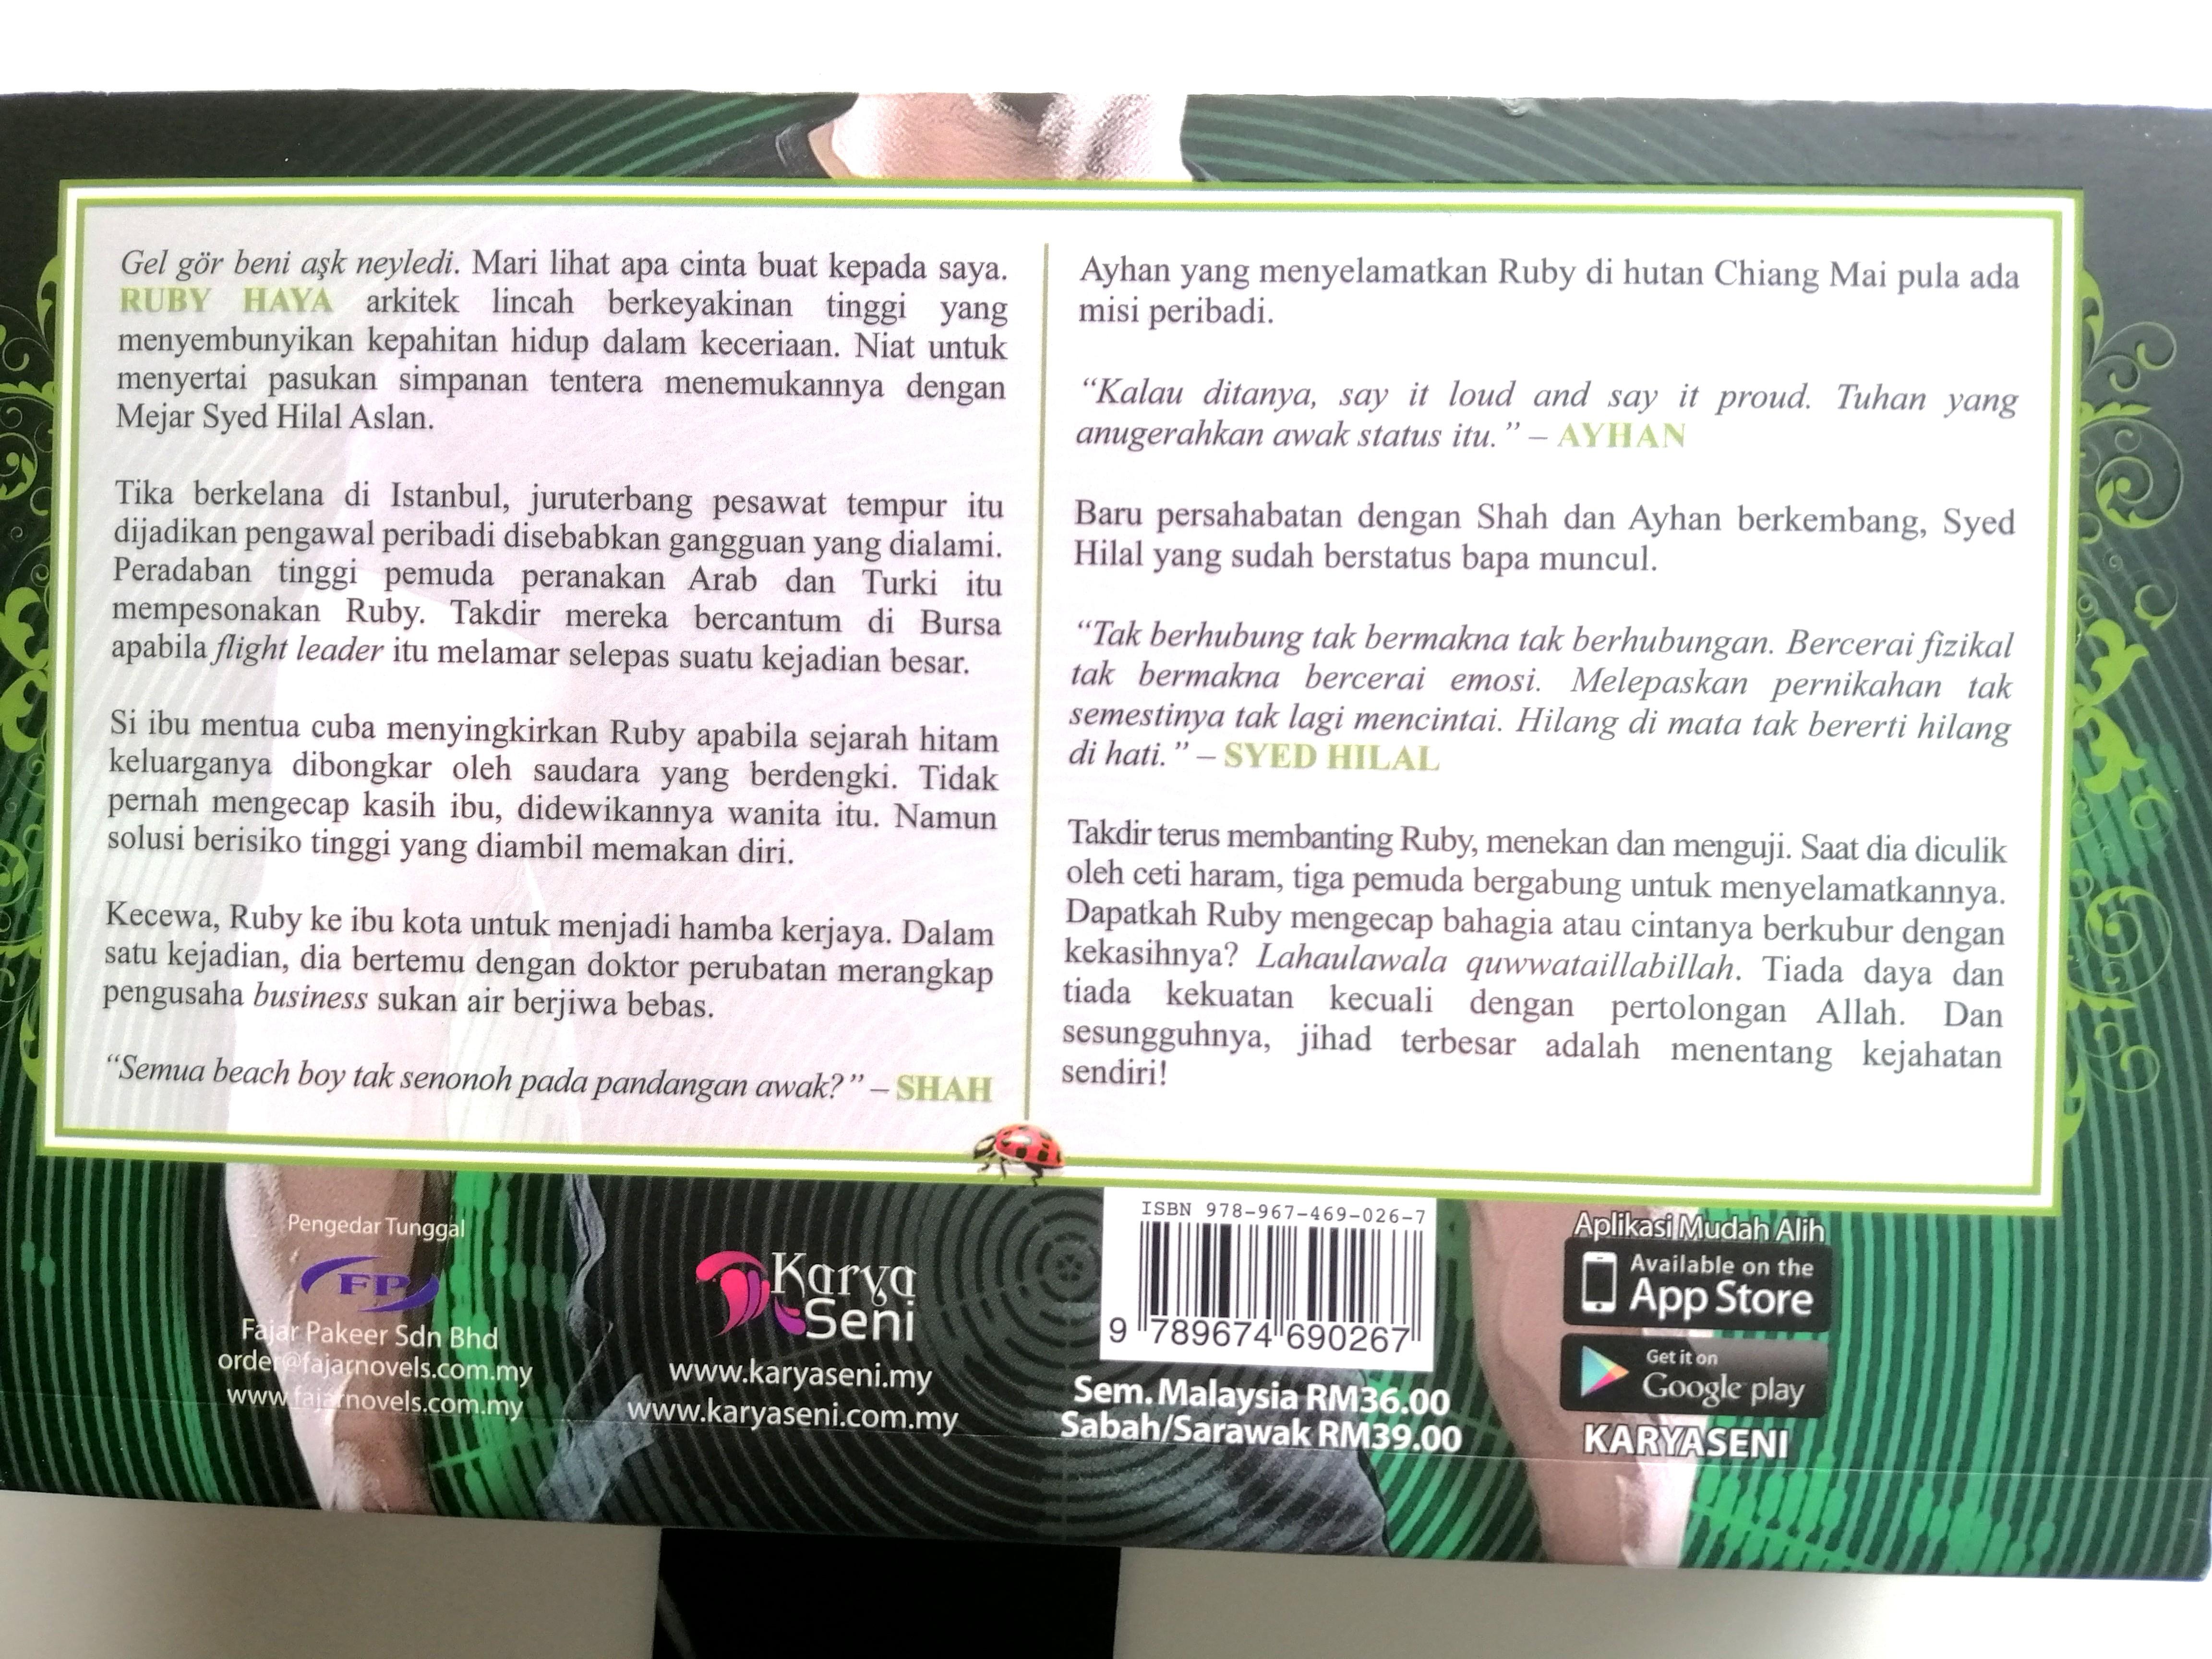 Gel gör beni aşk neyledi. Mari lihat apa cinta buat kepada saya.
RUBY HAYA arkitek lincah berkeyakinan tinggi yang
menyembunyikan kepahitan hidup dalam keceriaan. Niat untuk
menyertai pasukan simpanan tentera menemukannya dengan
Mejar Syed Hilal Aslan.
Tika berkelana di Istanbul, juruterbang pesawat tempur itu
dijadikan pengawal peribadi disebabkan gangguan yang dialami.
Peradaban tinggi pemuda peranakan Arab dan Turki itu
mempesonakan Ruby. Takdir mereka bercantum di Bursa
apabila flight leader itu melamar selepas suatu kejadian besar.
Si ibu mentua cuba menyingkirkan Ruby apabila sejarah hitam
keluarganya dibongkar oleh saudara yang berdengki. Tidak
pernah mengecap kasih ibu, didewikannya wanita itu. Namun
solusi berisiko tinggi yang diambil memakan diri.
Kecewa, Ruby ke ibu kota untuk menjadi hamba kerjaya. Dalam
satu kejadian, dia bertemu dengan doktor perubatan merangkap
pengusaha business sukan air berjiwa bebas.
“Semua beach boy tak senonoh pada pandangan awak?” – SHAH
Ayhan yang menyelamatkan Ruby di hutan Chiang Mai pula ada
misi peribadi.
“Kalau ditanya, say it loud and say it proud. Tuhan yang
anugerahkan awak status itu.” – AYHAN
Baru persahabatan dengan Shah dan Ayhan berkembang, Syed
Hilal yang sudah berstatus bapa muncul.
“Tak berhubung tak bermakna tak berhubungan. Bercerai fizikal
tak bermakna bercerai emosi. Melepaskan pernikahan tak
semestinya tak lagi mencintai. Hilang di mata tak bererti hilang
di hati.” – SYED HILAL
Takdir terus membanting Ruby, menekan dan menguji. Saat dia diculik
oleh ceti haram, tiga pemuda bergabung untuk menyelamatkannya.
Dapatkah Ruby mengecap bahagia atau cintanya berkubur dengan
kekasihnya? Lahaulawala quwwataillabillah. Tiada daya dan
tiada kekuatan kecuali dengan pertolongan Allah. Dan
sesungguhnya, jihad terbesar adalah menentang kejahatan
sendiri!
Pengedar Tunggal
FP
Fajar Pakeer Sdn Bhd
order@fajarnovels.com.my
www.fajarnovels.com.my
Karya
Seni
www.karyaseni.my
www.karyaseni.com.my
ISBN 978-967-469-026-7
9 789674 690267
Sem. Malaysia RM36.00
Sabah/Sarawak RM39.00
Aplikasi Mudah Alih
Available on the
App Store
Get it on
Google play
KARYASENI